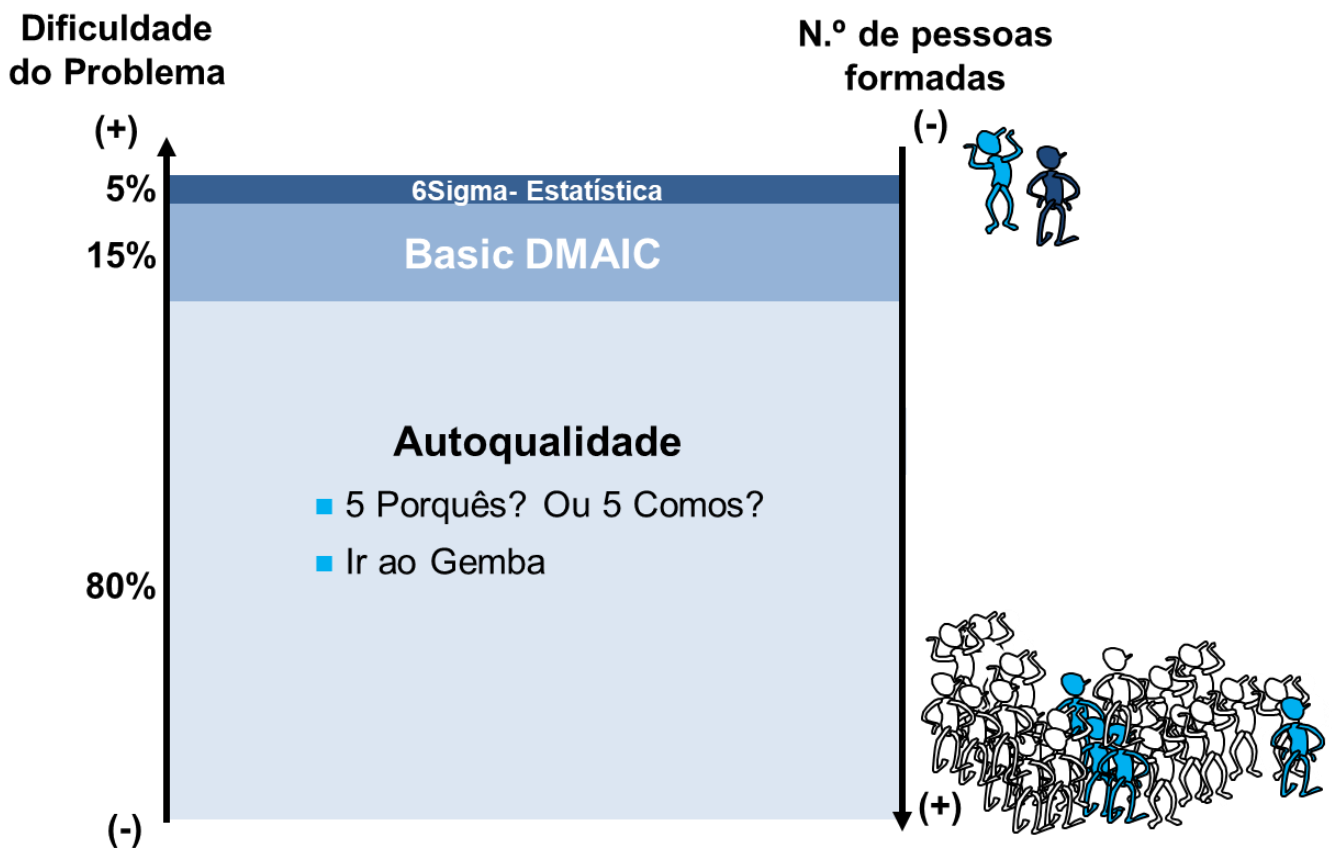 Dificuldade
do Problema
N.º de pessoas
formadas
(+)
(-)
5%
6Sigma- Estatística
15%
Basic DMAIC
Autoqualidade
5 Porquês? Ou 5 Comos?
Ir ao Gemba
80%
(-)
(+)